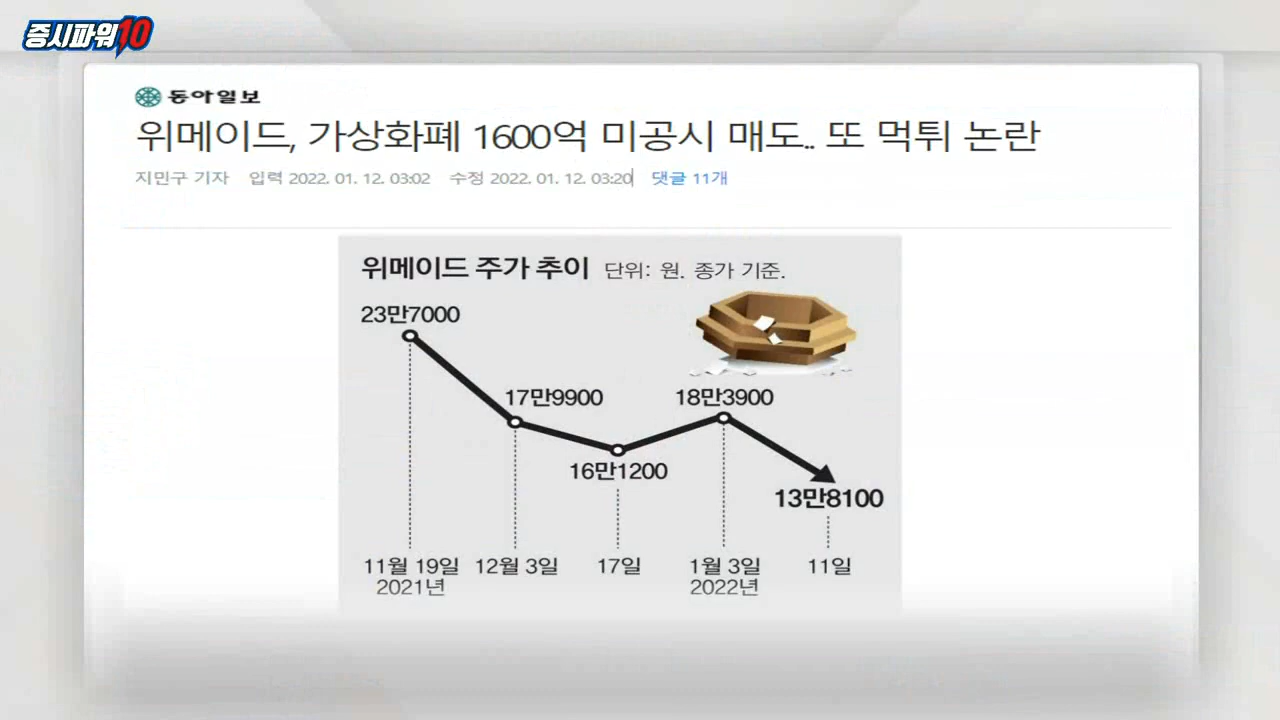 증시파워10
동아일보
위메이드, 가상화폐 1600억 미공시 매도.. 또 먹튀 논란
지민구 기자 입력 2022. 01. 12. 03:02 수정 2022. 01. 12. 03:20 댓글 11개
위메이드 주가 추이 단위: 원. 종가 기준.
23만7000
17만9900
18만3900
16만1200
13만8100
11월 19일 12월 3일 17일 1월 3일 11일
2021년 2022년